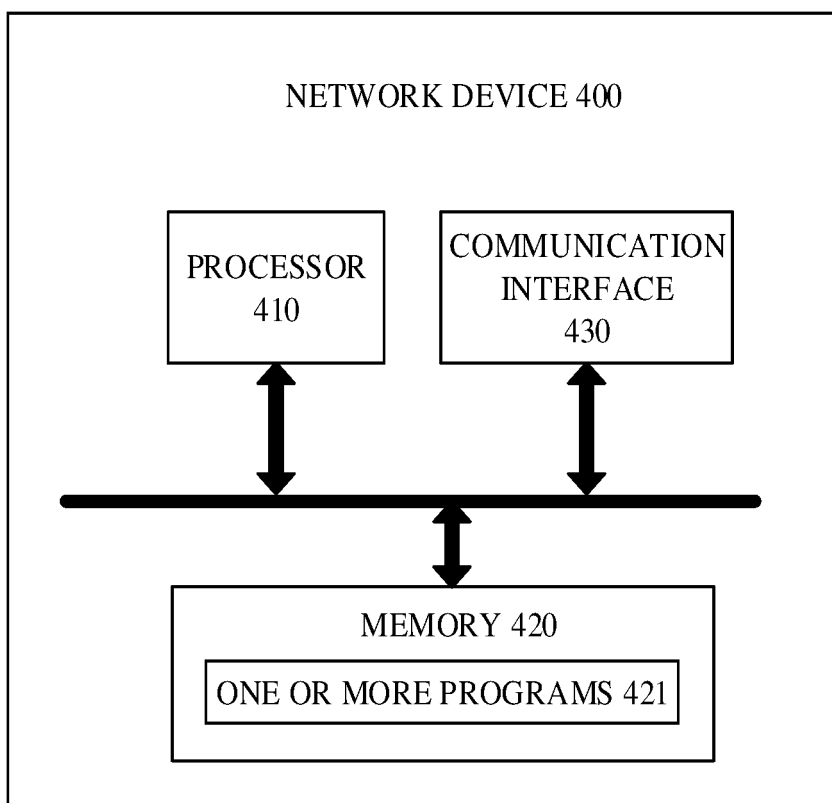 NETWORK DEVICE 400
PROCESSOR
410
COMMUNICATION
INTERFACE
430
MEMORY 420
ONE OR MORE PROGRAMS 421